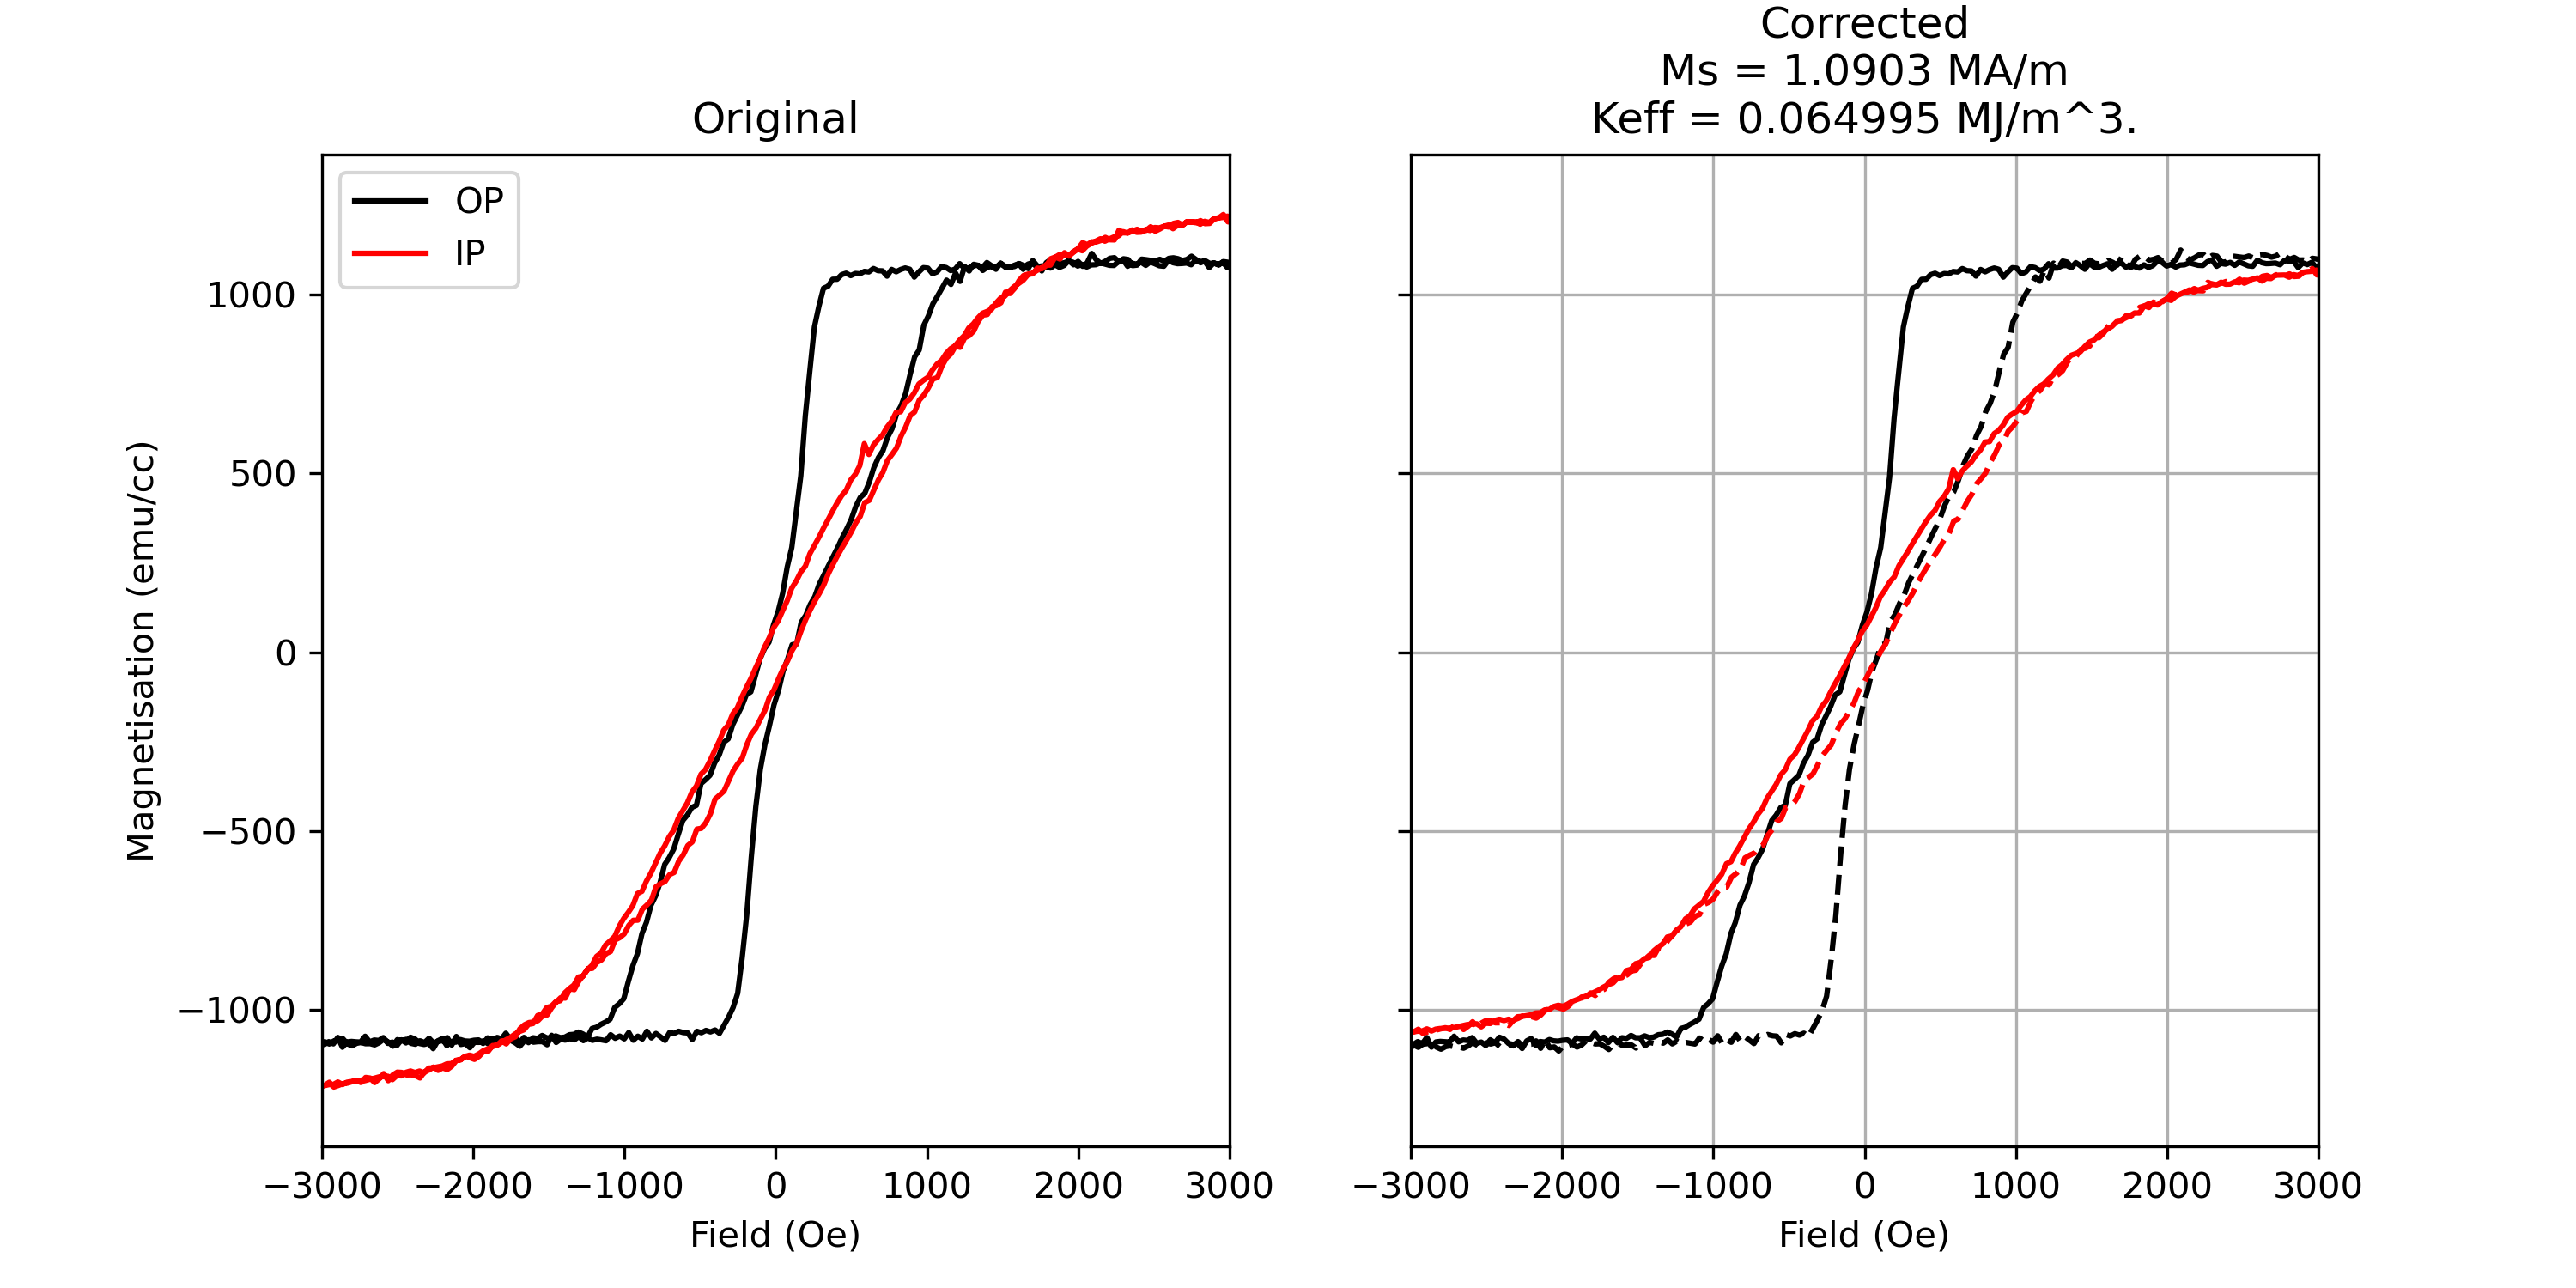 Original
OP
IP
1000
500
0
−500
−1000
Magnetisation (emu/cc)
−3000 −2000 −1000 0 1000 2000 3000
Field (Oe)
Corrected
Ms = 1.0903 MA/m
Keff = 0.064995 MJ/m^3.
−3000 −2000 −1000 0 1000 2000 3000
Field (Oe)